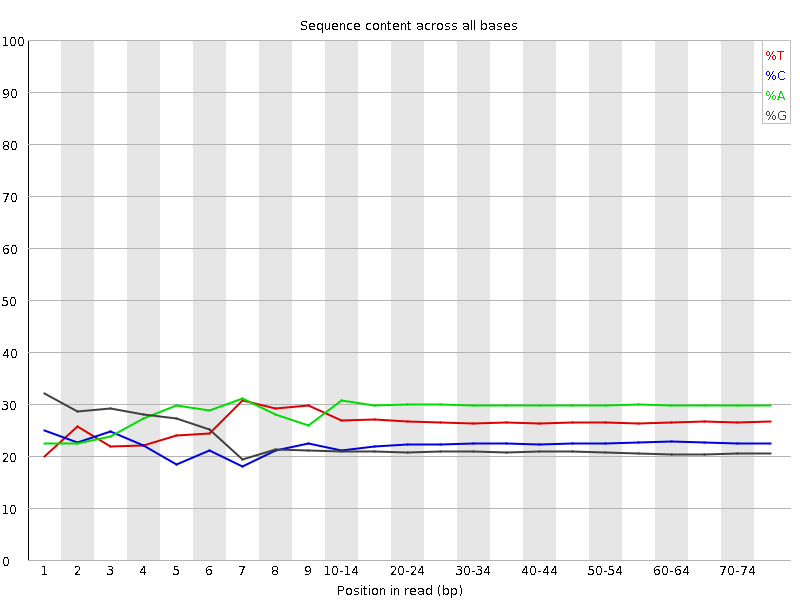 Sequence content across all bases
100
90
80
70
60
50
40
30
20
10
0
%T
%C
%A
%G
1 2 3 4 5 6 7 8 9 10-14 20-24 30-34 40-44 50-54 60-64 70-74
Position in read (bp)